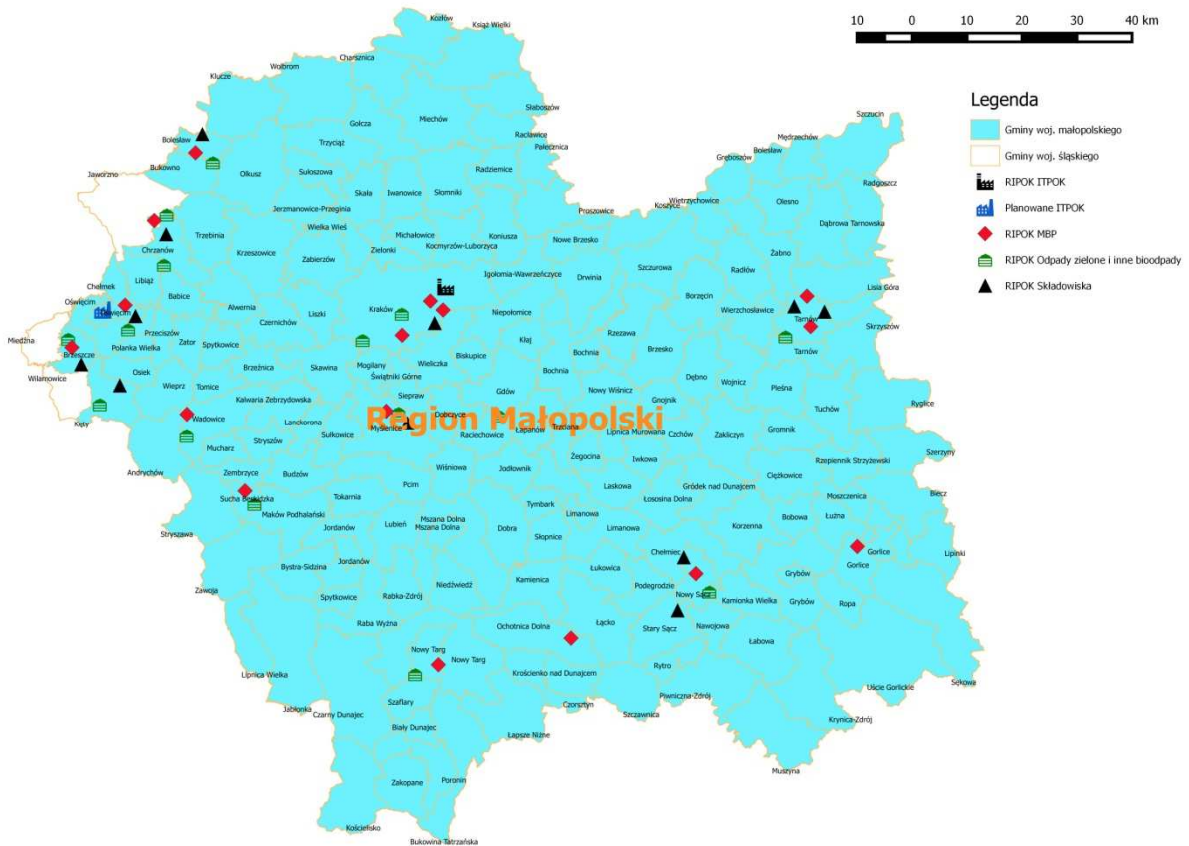 10 0 10 20 30 40 km
Legenda
Gminy woj. małopolskiego
Gminy woj. śląskiego
RIPOK ITPOK
Planowane ITPOK
RIPOK MBP
RIPOK Odpady zielone i inne bioodpady
RIPOK Składowiska
Kozłów
Książ Wielki
Charsznica
Wolbrom
Klucze
Słaboszów
Miechów
Gołcza
Szczucin
Racławice
Bolesław
Trzyciąż
Pałecznica
Mędrzechów
Bolesław
Gręboszów
Bukowno
Olkusz
Sułoszowa
Radziemice
Jaworzno
Skała
Iwanowice
Słomniki
Radgoszcz
Wietrzychowice
Olesno
Koszyce
Proszowice
Jerzmanowice-Przeginia
Dąbrowa Tarnowska
Wielka Wieś
Michałowice
Koniusza
Nowe Brzesko
Trzebinia
Kocmyrzów-Luborzyca
Chrzanów
Krzeszowice
Zabierzów
Zielonki
Żabno
Radłów
Szczurowa
Igołomia-Wawrzeńczyce
Drwinia
Libiąż
Chełmek
Babice
Lisia Góra
Borzęcin
Oświęcim
Alwernia
Kraków
Niepołomice
Wierzchosławice
Oświęcim
Liszki
Tarnów
Czernichów
Skrzyszów
Przeciszów
Rzezawa
Miedźna
Zator
Spytkowice
Kłaj
Brzesko
Polanka Wielka
Bochnia
Tarnów
Brzeszcze
Biskupice
Wieliczka
Mogilany
Brzeźnica
Skawina
Bochnia
Osiek
Dębno
Wilamowice
Świątniki Górne
Wojnicz
Wieprz
Tomice
Pleśna
Gdów
Nowy Wiśnicz
Siepraw
Kalwaria Zebrzydowska
Gnojnik
Ryglice
Tuchów
Dobczyce
Region Małopolski
Wadowice
Lanckorona
Kęty
Myślenice
Trzciana
Gromnik
Łapanów
Lipnica Murowana
Czchów
Zakliczyn
Stryszów
Sułkowice
Raciechowice
Mucharz
Szerzyny
Żegocina
Iwkowa
Rzepiennik Strzyżewski
Wiśniowa
Jodłownik
Andrychów
Zembrzyce
Budzów
Ciężkowice
Laskowa
Pcim
Gródek nad Dunajcem
Biecz
Sucha Beskidzka
Tokarnia
Łososina Dolna
Moszczenica
Tymbark
Maków Podhalański
Limanowa
Łużna
Bobowa
Mszana Dolna
Jordanów
Lubień
Mszana Dolna
Dobra
Limanowa
Korzenna
Stryszawa
Słopnice
Chełmiec
Gorlice
Lipinki
Jordanów
Gorlice
Bystra-Sidzina
Łukowica
Grybów
Kamienica
Niedźwiedź
Podegrodzie
Zawoja
Nowy Sącz
Spytkowice
Rabka-Zdrój
Kamionka Wielka
Grybów
Ropa
Łącko
Raba Wyżna
Ochotnica Dolna
Stary Sącz
Nawojowa
Łabowa
Nowy Targ
Nowy Targ
Rytro
Lipnica Wielka
Krościenko nad Dunajcem
Sękowa
Uście Gorlickie
Piwniczna-Zdrój
Szaflary
Czorsztyn
Jabłonka
Czarny Dunajec
Szczawnica
Krynica-Zdrój
Biały Dunajec
Łapsze Niżne
Muszyna
Zakopane
Poronin
Kościelisko
Bukowina Tatrzańska